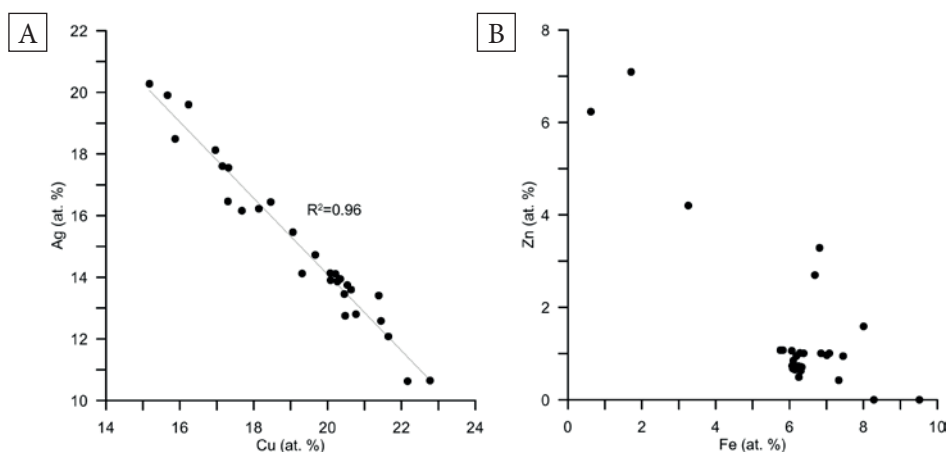 A
22
20
18
16
14
12
10
Ag (at. %)
R²=0.96
14 16 18 20 22 24
Cu (at. %)
B
8
6
4
2
0
Zn (at. %)
0 2 4 6 8 10
Fe (at. %)